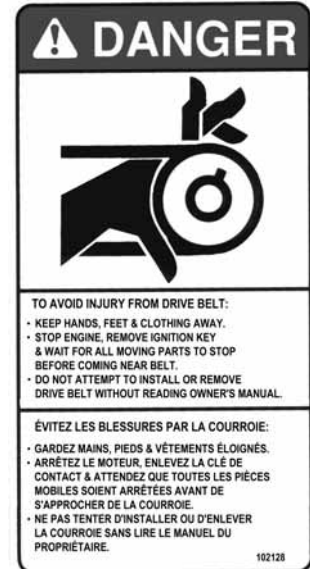 DANGER
TO AVOID INJURY FROM DRIVE BELT:
• KEEP HANDS, FEET & CLOTHING AWAY.
• STOP ENGINE, REMOVE IGNITION KEY
& WAIT FOR ALL MOVING PARTS TO STOP
BEFORE COMING NEAR BELT.
• DO NOT ATTEMPT TO INSTALL OR REMOVE
DRIVE BELT WITHOUT READING OWNER'S MANUAL.
ÉVITEZ LES BLESSURES PAR LA COURROIE:
• GARDEZ MAINS, PIEDS & VÊTEMENTS ÉLOIGNÉS.
• ARRÊTEZ LE MOTEUR, ENLEVEZ LA CLÉ DE
CONTACT & ATTENDEZ QUE TOUTES LES PIÈCES
MOBILES SOIENT ARRÊTÉES AVANT DE
S'APPROCHER DE LA COURROIE.
• NE PAS TENTER D'INSTALLER OU D'ENLEVER
LA COURROIE SANS LIRE LE MANUEL DU
PROPRIÉTAIRE.
102128